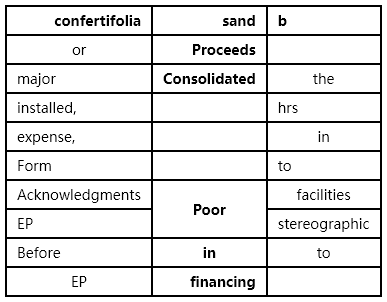 confertifolia sand b
or Proceeds
major Consolidated the
installed, hrs
expense, in
Form to
Acknowledgments Poor facilities
EP stereographic
Before in to
EP financing